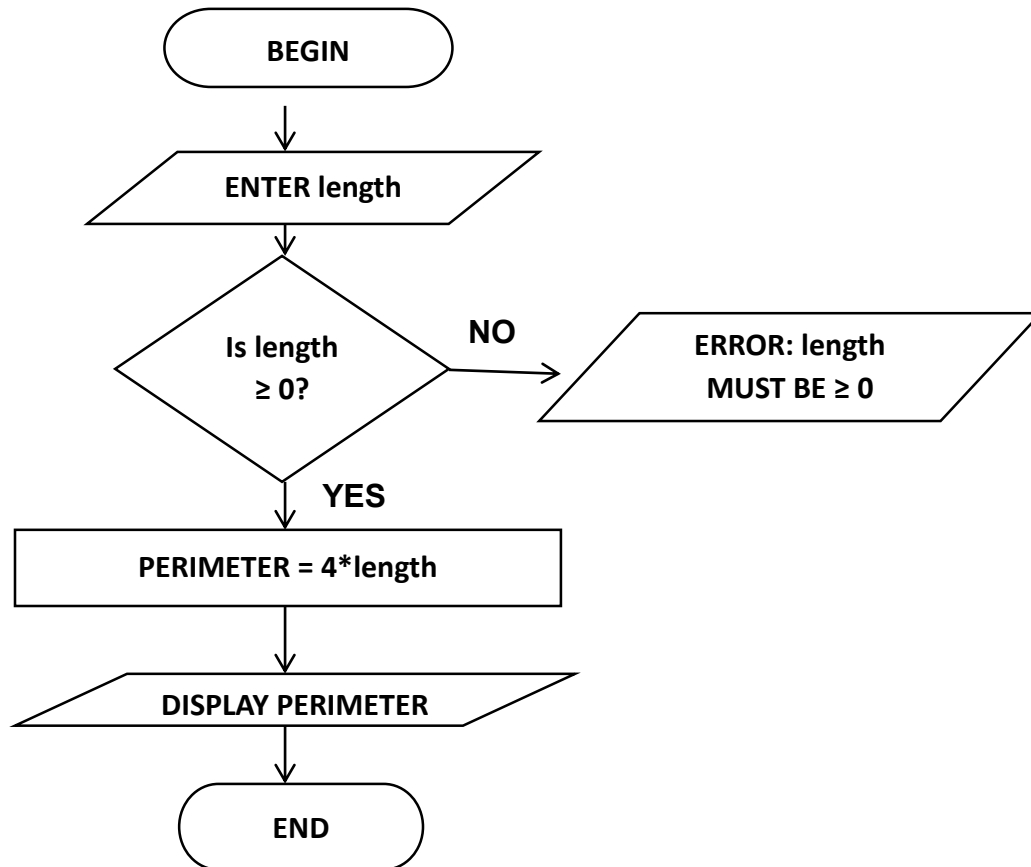 BEGIN
ENTER length
Is length
≥ 0?
NO
ERROR: length
MUST BE ≥ 0
YES
PERIMETER = 4*length
DISPLAY PERIMETER
END